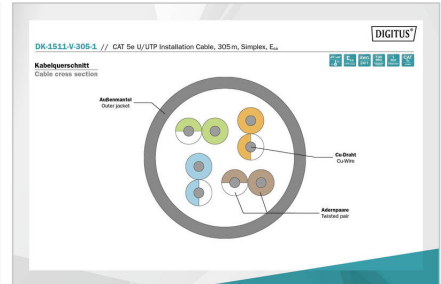 DIGITUS®
DK-1511-V-305-1 // CAT 5e U/UTP Installation Cable, 305 m, Simplex, Eca
Kabelquerschnitt
Cable cross section
Außenmantel
Outer jacket
Cu-Draht
Cu-Wire
Adernpaare
Twisted pair